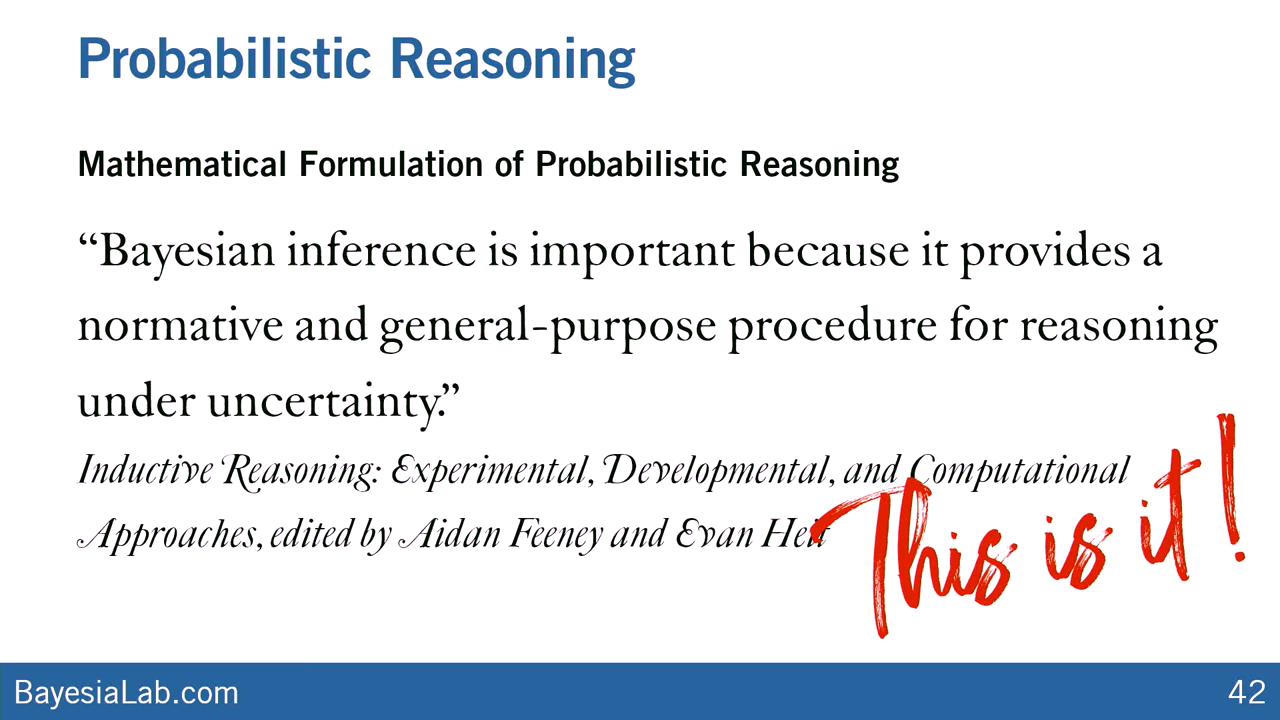 Probabilistic Reasoning
Mathematical Formulation of Probabilistic Reasoning
“Bayesian inference is important because it provides a
normative and general-purpose procedure for reasoning
under uncertainty.”
Inductive Reasoning: Experimental, Developmental, and Computational
Approaches, edited by Aidan Feeney and Evan Heit
This is it!
BayesiaLab.com
42